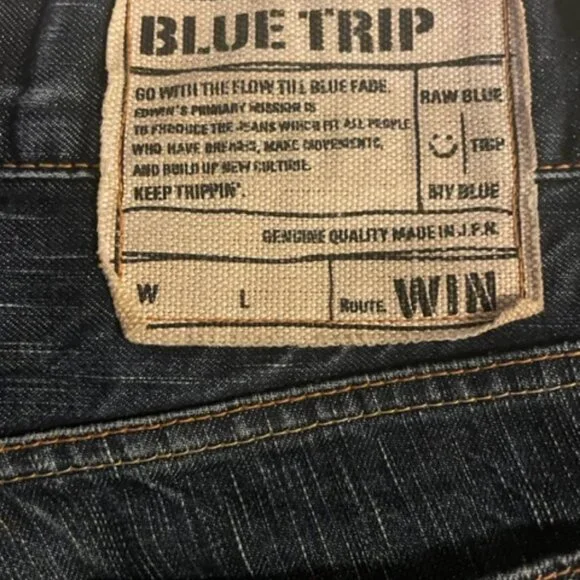 BLUE TRIP
GO WITH THE FLOW TILL BLUE FADE.
EDWIN'S PRIMARY MISSION IS
TO PRODUCE THE JEANS WHICH FIT ALL PEOPLE
WHO HAVE DREAMS, MAKE MOVEMENTS,
AND BUILD UP NEW CULTURE.
KEEP TRIPPIN'.
RAW BLUE
TRIP
MY BLUE
GENUINE QUALITY MADE IN J.P.N.
W L ROUTE. WIN